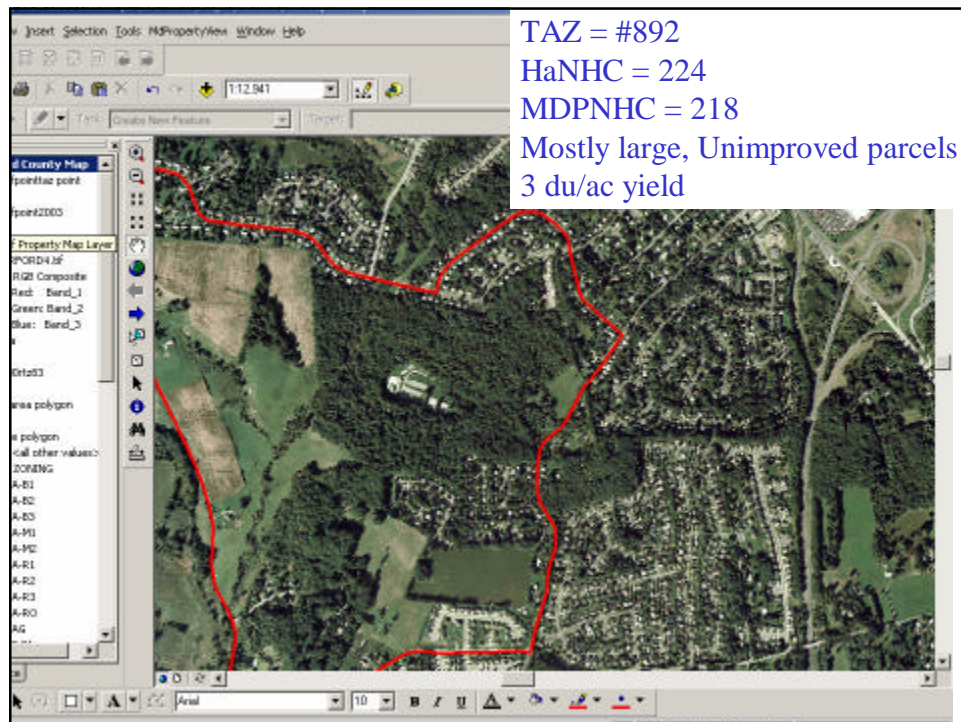 Insert Selection Tools MdPropertyView Window Help
TAZ = #892
HaNHC = 224
MDPNHC = 218
Mostly large, Unimproved parcels
3 du/ac yield
1:12,941
Task: Create New Feature Target:
d County Map
fpointtaz point
fpoint2003
f Property Map Layer
RGB Composite
Red: Band_1
Green: Band_2
Blue: Band_3
area polygon
polygon
<all other values>
ZONING
A-B1
A-B2
A-B3
A-M1
A-M2
A-R1
A-R2
A-R3
A-RO
AG
A Arial 10 B I U A